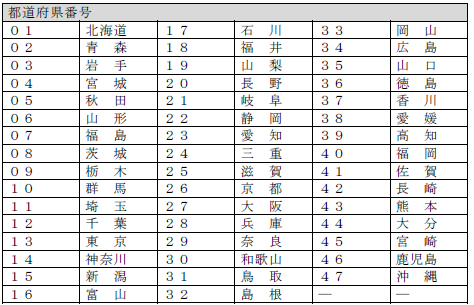 都道府県番号
０１ 北海道 １７ 石 川 ３３ 岡 山
０２ 青 森 １８ 福 井 ３４ 広 島
０３ 岩 手 １９ 山 梨 ３５ 山 口
０４ 宮 城 ２０ 長 野 ３６ 徳 島
０５ 秋 田 ２１ 岐 阜 ３７ 香 川
０６ 山 形 ２２ 静 岡 ３８ 愛 媛
０７ 福 島 ２３ 愛 知 ３９ 高 知
０８ 茨 城 ２４ 三 重 ４０ 福 岡
０９ 栃 木 ２５ 滋 賀 ４１ 佐 賀
１０ 群 馬 ２６ 京 都 ４２ 長 崎
１１ 埼 玉 ２７ 大 阪 ４３ 熊 本
１２ 千 葉 ２８ 兵 庫 ４４ 大 分
１３ 東 京 ２９ 奈 良 ４５ 宮 崎
１４ 神奈川 ３０ 和歌山 ４６ 鹿児島
１５ 新 潟 ３１ 鳥 取 ４７ 沖 縄
１６ 富 山 ３２ 島 根 ― ―